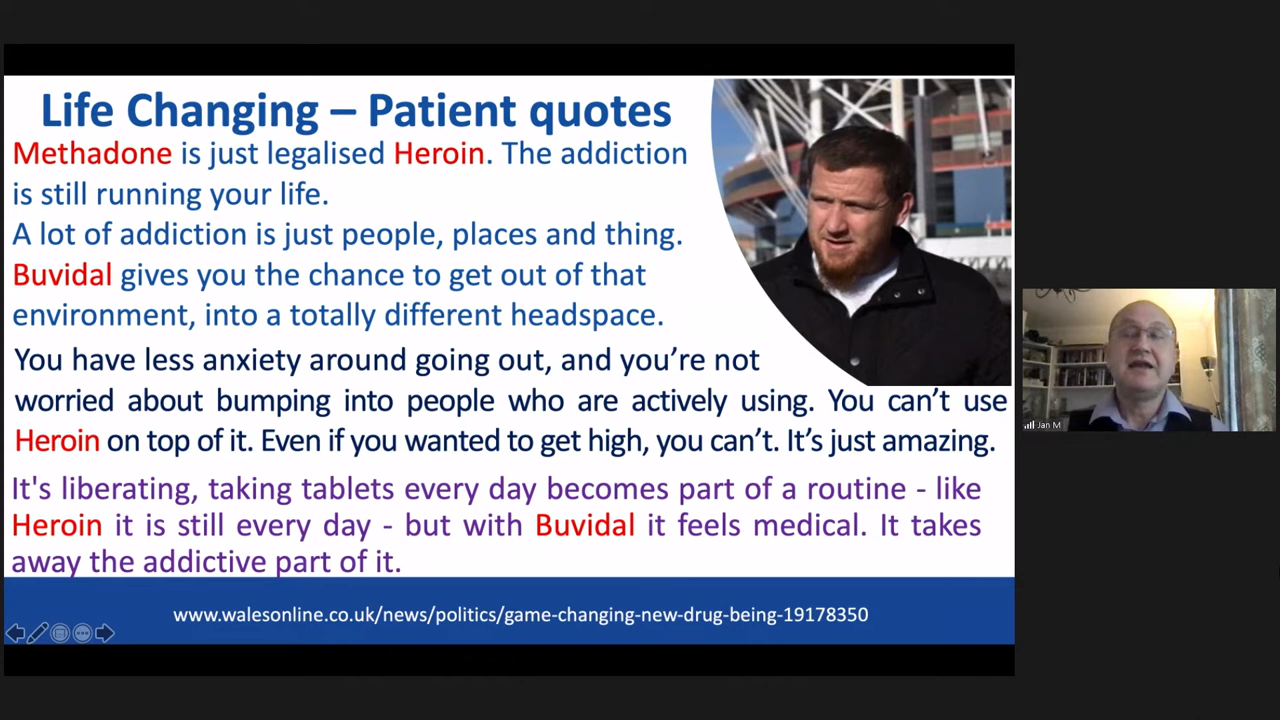 Life Changing – Patient quotes
Methadone is just legalised Heroin. The addiction
is still running your life.
A lot of addiction is just people, places and thing.
Buvidal gives you the chance to get out of that
environment, into a totally different headspace.
You have less anxiety around going out, and you’re not
worried about bumping into people who are actively using. You can’t use
Heroin on top of it. Even if you wanted to get high, you can’t. It’s just amazing.
It's liberating, taking tablets every day becomes part of a routine - like
Heroin it is still every day - but with Buvidal it feels medical. It takes
away the addictive part of it.
www.walesonline.co.uk/news/politics/game-changing-new-drug-being-19178350
Jan M